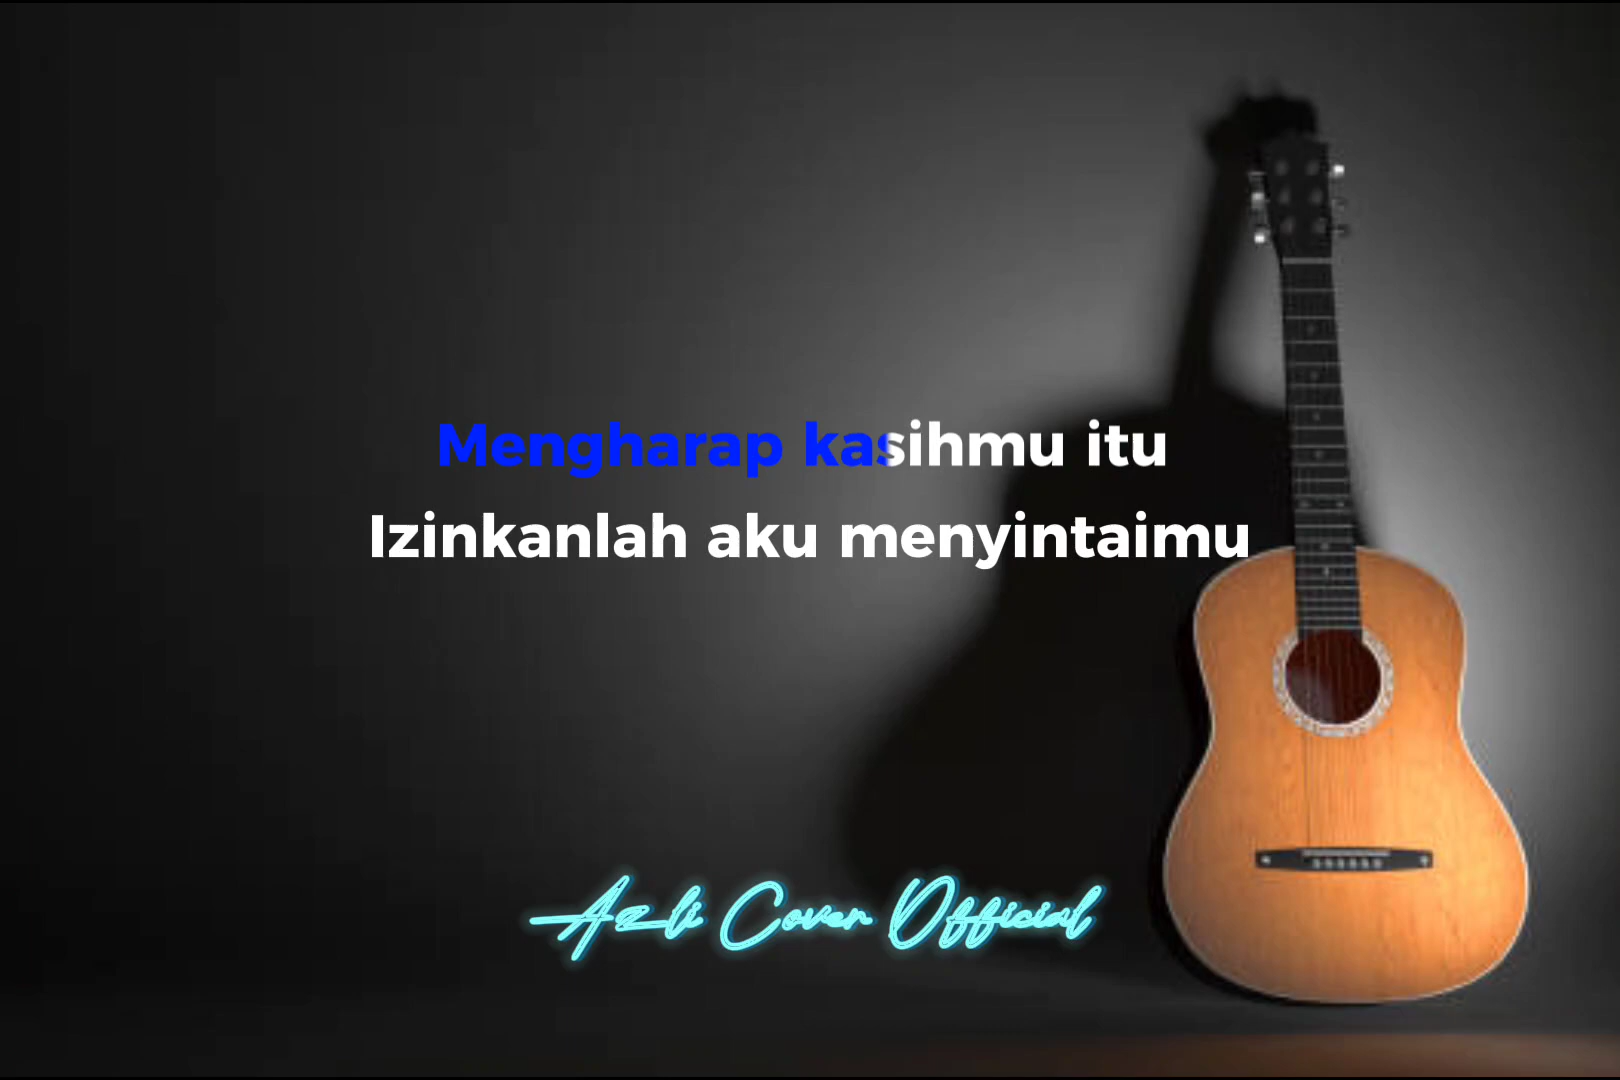 Mengharap kasihmu itu
Izinkanlah aku menyintaimu
Azli Cover Official